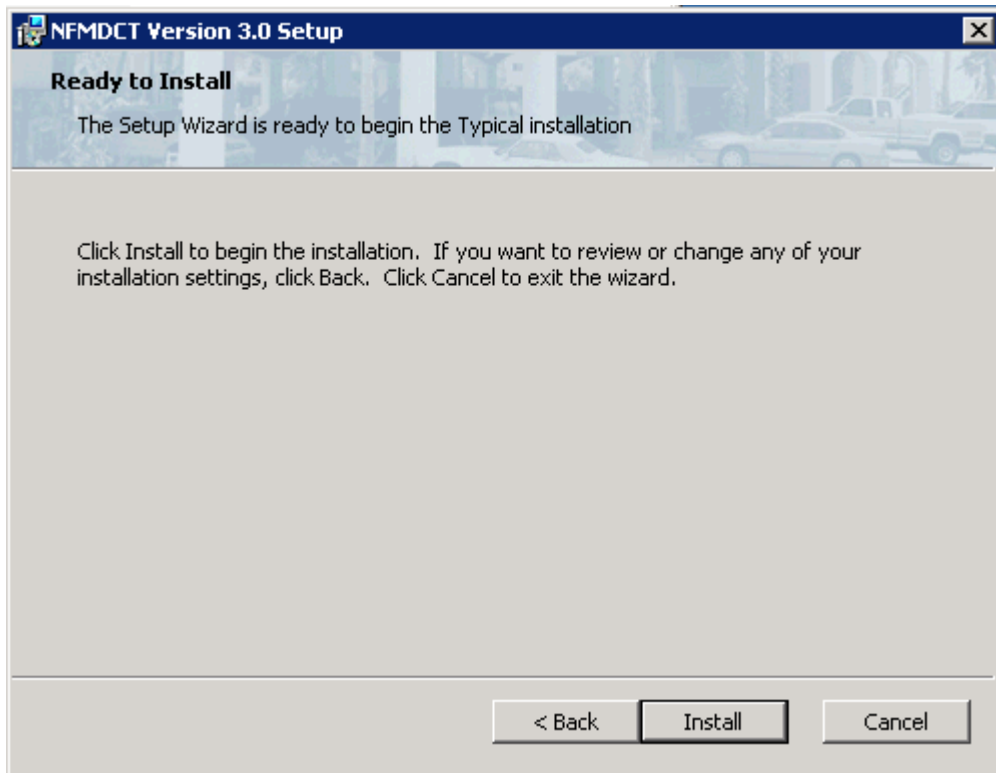 NFMDCT Version 3.0 Setup
Ready to Install
The Setup Wizard is ready to begin the Typical installation
Click Install to begin the installation. If you want to review or change any of your
installation settings, click Back. Click Cancel to exit the wizard.
< Back
Install
Cancel